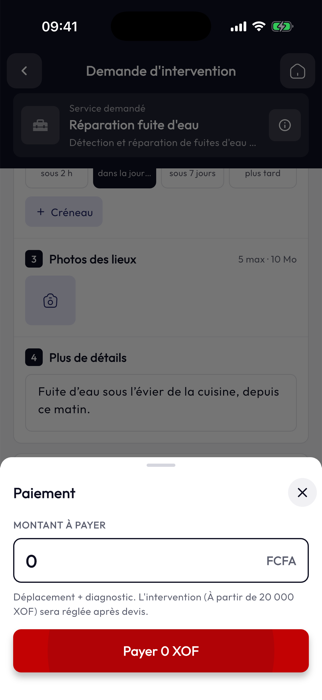 09:41
Demande d'intervention
Service demandé
Réparation fuite d'eau
Détection et réparation de fuites d'eau ...
sous 2 h
dans la jour...
sous 7 jours
plus tard
+ Créneau
3 Photos des lieux
5 max · 10 Mo
4 Plus de détails
Fuite d’eau sous l’évier de la cuisine, depuis
ce matin.
Paiement
MONTANT À PAYER
0 FCFA
Déplacement + diagnostic. L'intervention (À partir de 20 000
XOF) sera réglée après devis.
Payer 0 XOF